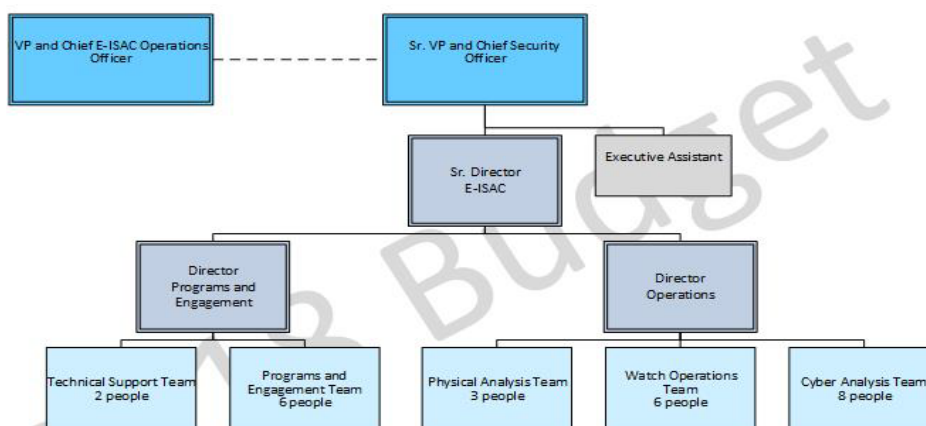 VP and Chief E-ISAC Operations
Officer
Sr. VP and Chief Security
Officer
Executive Assistant
Sr. Director
E-ISAC
Director
Programs and
Engagement
Director
Operations
Technical Support Team
2 people
Programs and
Engagement Team
6 people
Physical Analysis Team
3 people
Watch Operations
Team
6 people
Cyber Analysis Team
8 people
18 Budget